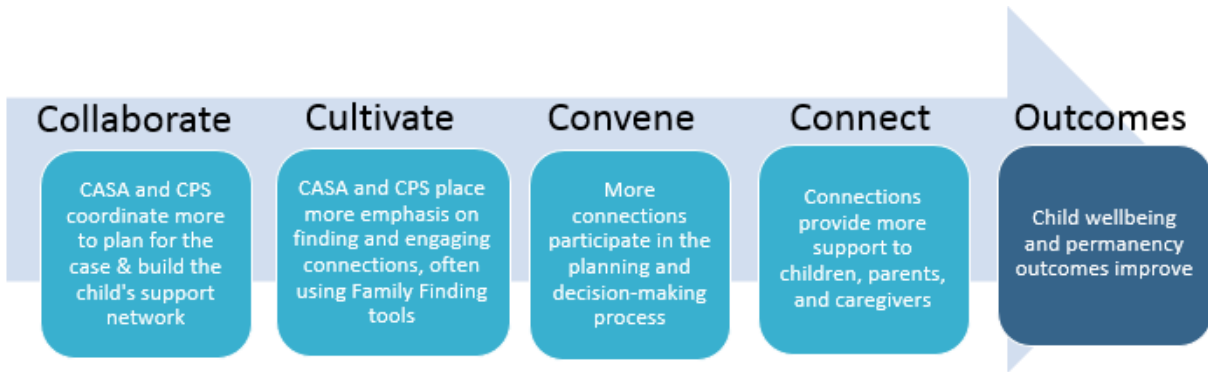 Collaborate
CASA and CPS
coordinate more
to plan for the
case & build the
child's support
network
Cultivate
CASA and CPS place
more emphasis on
finding and engaging
connections, often
using Family Finding
tools
Convene
More
connections
participate in the
planning and
decision-making
process
Connect
Connections
provide more
support to
children, parents,
and caregivers
Outcomes
Child wellbeing
and permanency
outcomes improve